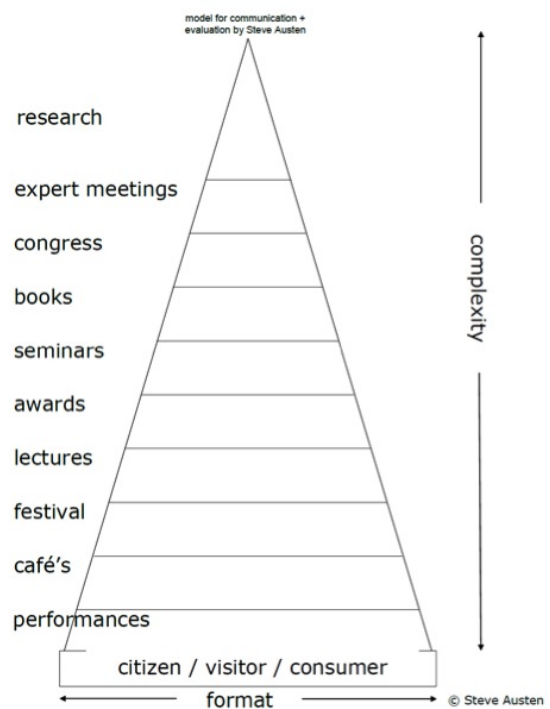 model for communication +
evaluation by Steve Austen
research
expert meetings
congress
books
seminars
awards
lectures
festival
café's
performances
complexity
citizen / visitor / consumer
format
© Steve Austen